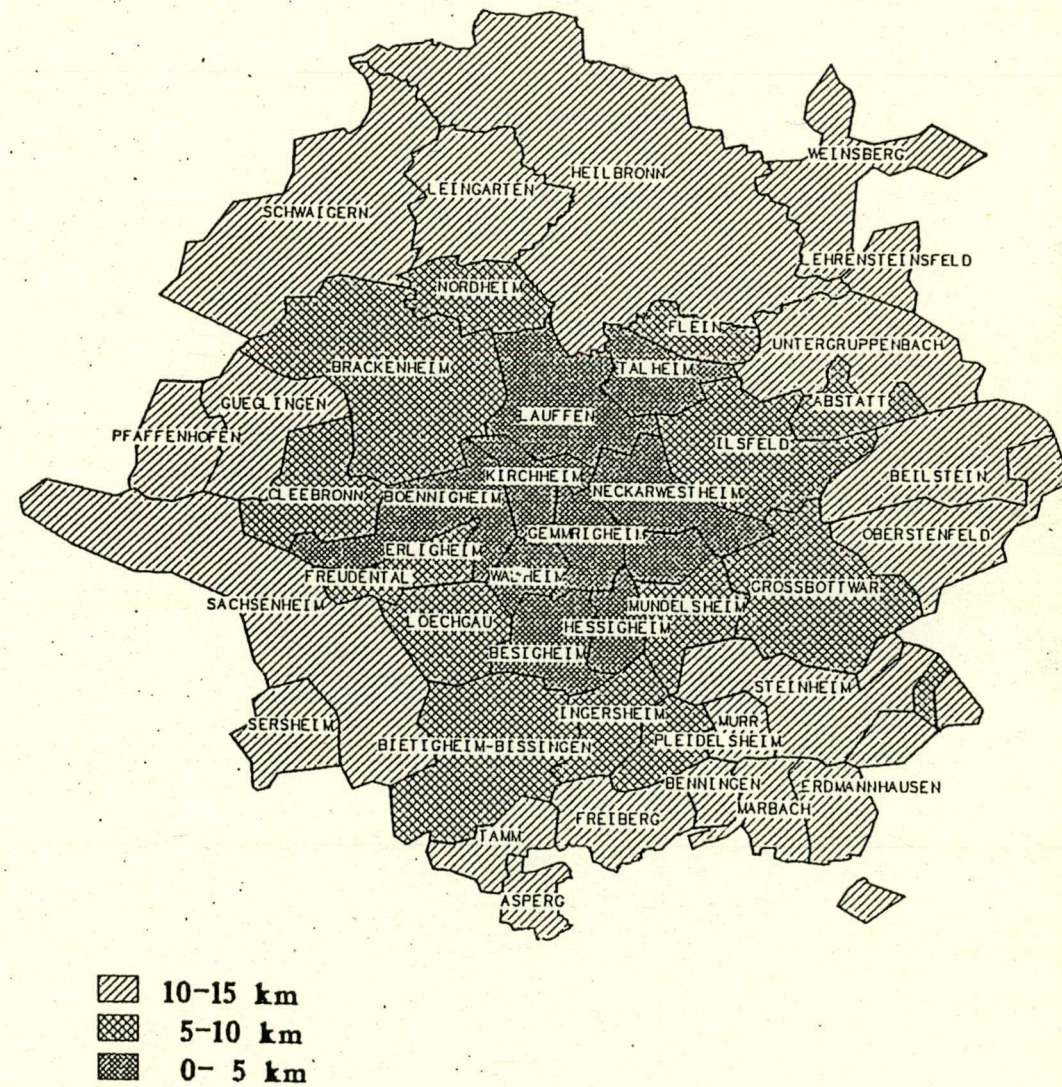 WEINSBERG
HEILBRONN
LEINGARTEN
SCHWAIGERN
LEHRENSTEINSFELD
NORDHEIM
FLEIN
UNTERGRUPPENBACH
BRACKENHEIM
TALHEIM
ABSTATT
GUEGLINGEN
LAUFFEN
PFAFFENHOFEN
ILSFELD
KIRCHHEIM
BEILSTEIN
CLEEBRONN
BOENNIGHEIM
NECKARWESTHEIM
GEMMRIGHEIM
OBERSTENFELD
ERLIGHEIM
FREUDENTAL
WALHEIM
GROSSBOTTWAR
SACHSENHEIM
MUNDELSHEIM
LOECHGAU
HESSIGHEIM
BESIGHEIM
STEINHEIM
SERSHEIM
INGERSHEIM
MURR
BIETIGHEIM-BISSINGEN
PLEIDELSHEIM
BENNINGEN
ERDMANNHAUSEN
MARBACH
FREIBERG
TAMM
ASPERG
10-15 km
5-10 km
0- 5 km